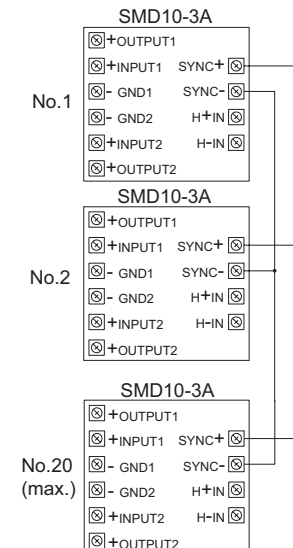 SMD10-3A
+OUTPUT1
+INPUT1 SYNC+
- GND1 SYNC-
No.1
- GND2 H+IN
+INPUT2 H-IN
+OUTPUT2
SMD10-3A
+OUTPUT1
+INPUT1 SYNC+
- GND1 SYNC-
No.2
- GND2 H+IN
+INPUT2 H-IN
+OUTPUT2
SMD10-3A
+OUTPUT1
+INPUT1 SYNC+
No.20 - GND1 SYNC-
(max.) - GND2 H+IN
+INPUT2 H-IN
+OUTPUT2